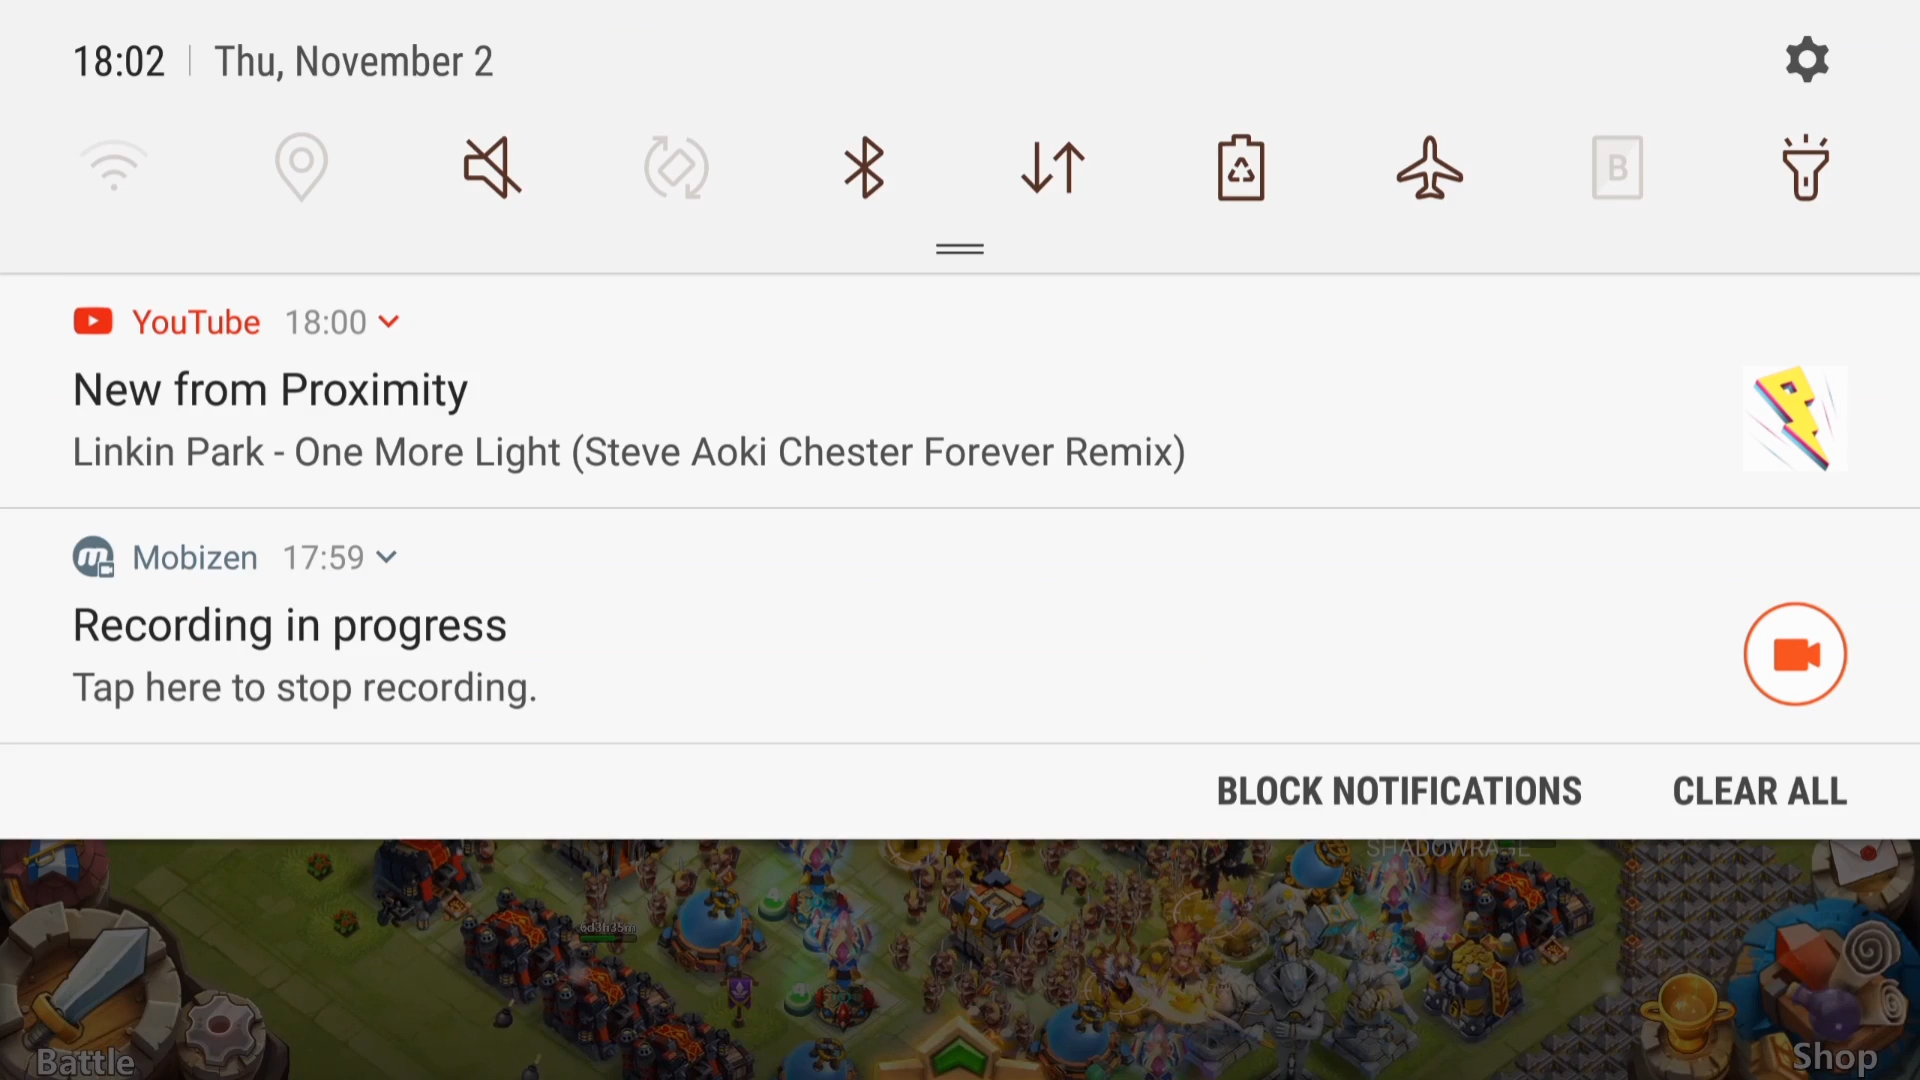 18:02 | Thu, November 2
B
YouTube 18:00
New from Proximity
Linkin Park - One More Light (Steve Aoki Chester Forever Remix)
Mobizen 17:59
Recording in progress
Tap here to stop recording.
BLOCK NOTIFICATIONS CLEAR ALL
SHADOWRAGE
6d3h35m
Battle
Shop